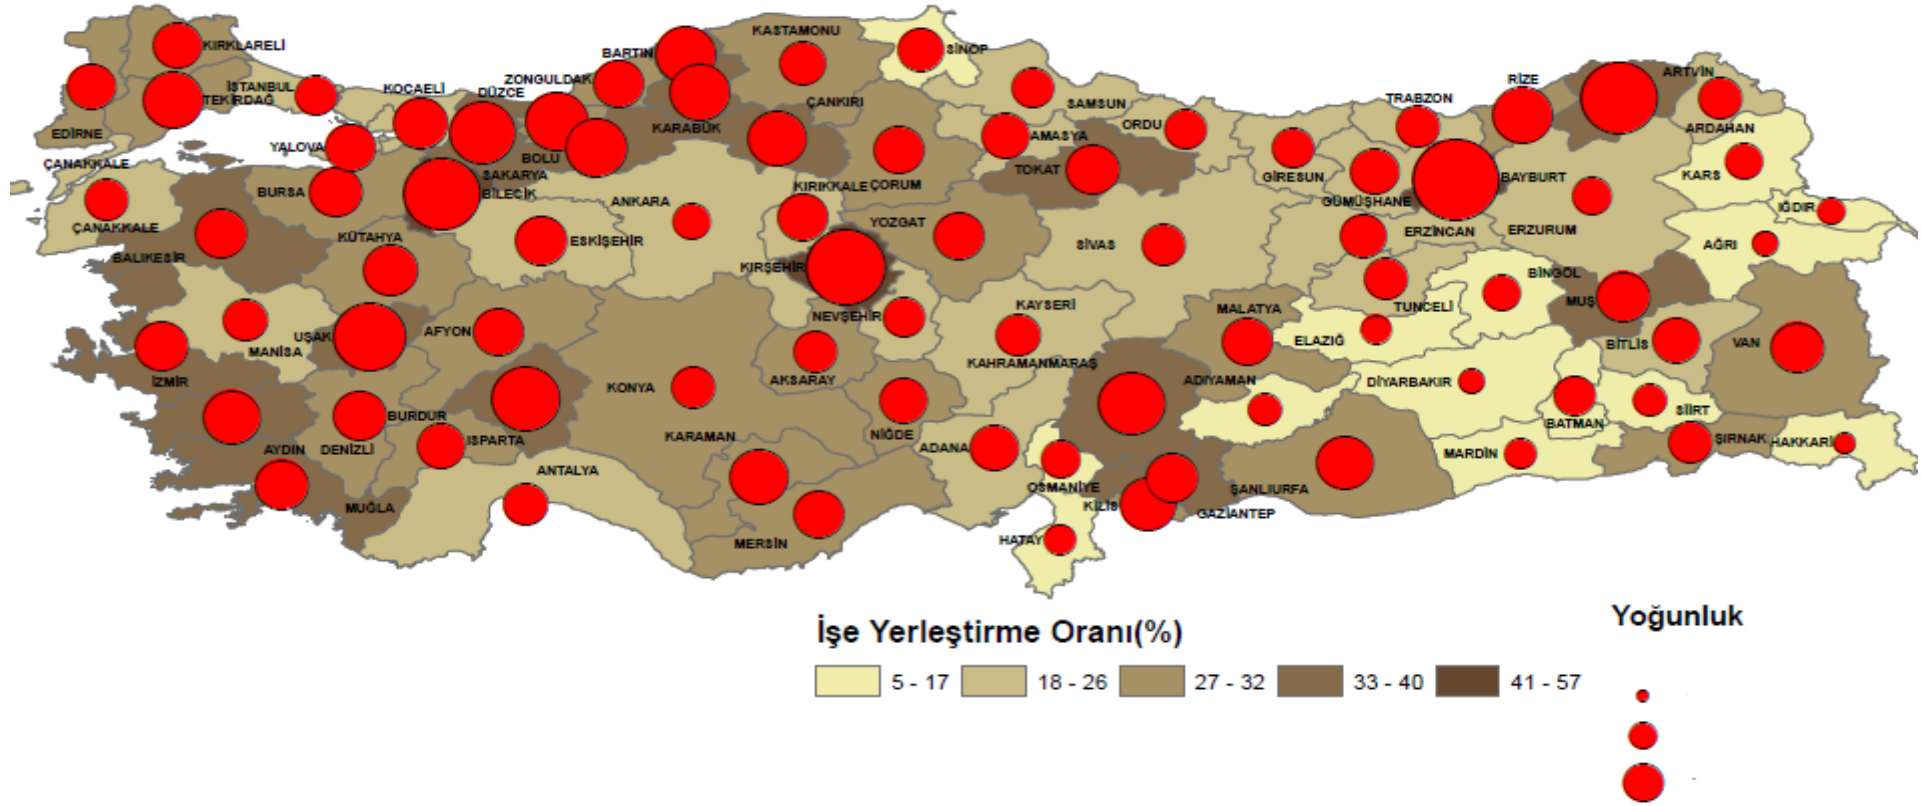 KASTAMONU
KIRKLARELİ
BARTIN
SİNOP
RİZE
ARTVİN
İSTANBUL
KOCAELİ
ZONGULDAK
DÜZCE
TEKİRDAĞ
ÇANKIRI
SAMSUN
TRABZON
EDİRNE
YALOVA
KARABÜK
AMASYA
ORDU
ARDAHAN
ÇANAKKALE
BOLU
SAKARYA
TOKAT
GİRESUN
BAYBURT
KARS
BURSA
BİLECİK
ANKARA
KIRIKKALE
ÇORUM
GÜMÜŞHANE
IĞDIR
ÇANAKKALE
KÜTAHYA
ESKİŞEHİR
YOZGAT
SİVAS
ERZİNCAN
ERZURUM
AĞRI
BALIKESİR
KIRŞEHİR
BİNGÖL
KAYSERİ
MALATYA
TUNCELİ
MUŞ
MANİSA
UŞAK
AFYON
NEVŞEHİR
ELAZIĞ
BİTLİS
VAN
İZMİR
KONYA
AKSARAY
KAHRAMANMARAŞ
ADIYAMAN
DİYARBAKIR
BURDUR
SİİRT
AYDIN
DENİZLİ
ISPARTA
KARAMAN
NİĞDE
ADANA
BATMAN
MARDİN
ŞIRNAK
HAKKARİ
ANTALYA
OSMANİYE
ŞANLIURFA
MUĞLA
KİLİS
GAZİANTEP
MERSİN
HATAY
İşe Yerleştirme Oranı(%)
5 - 17
18 - 26
27 - 32
33 - 40
41 - 57
Yoğunluk